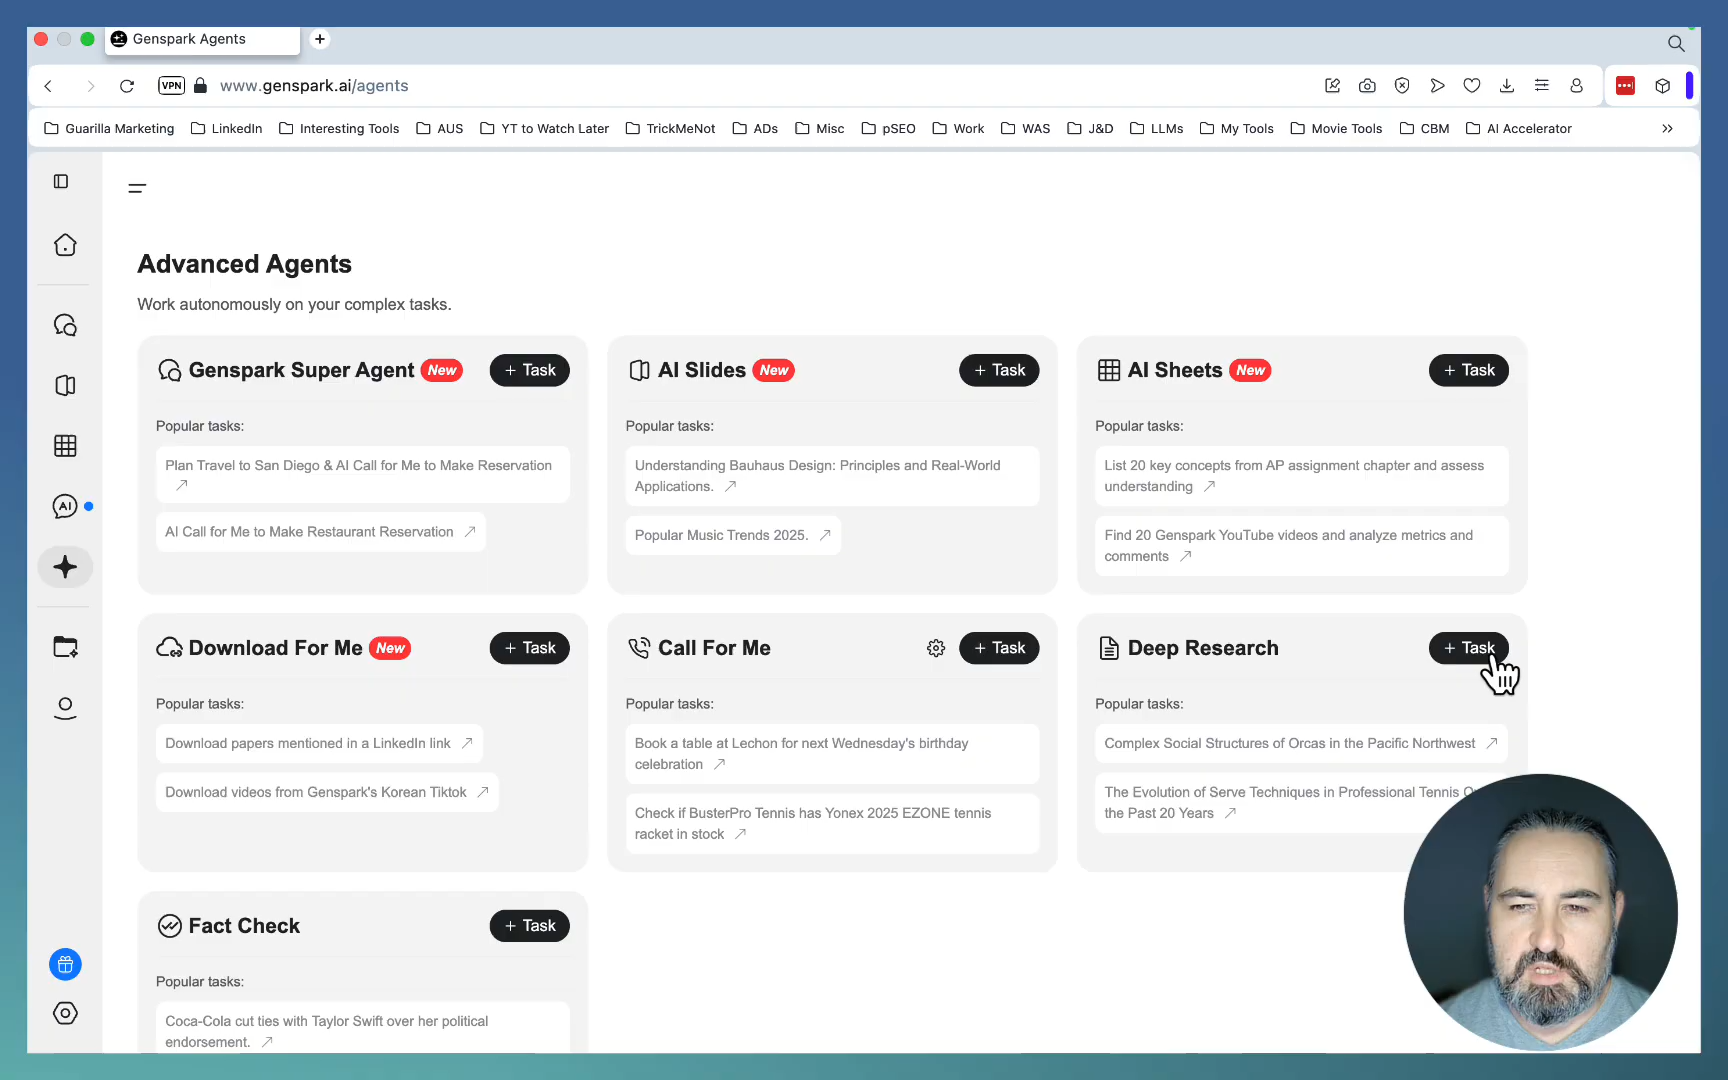 Genspark Agents
VPN
www.genspark.ai/agents
Guarilla Marketing
LinkedIn
Interesting Tools
AUS
YT to Watch Later
TrickMeNot
ADs
Misc
pSEO
Work
WAS
J&D
LLMs
My Tools
Movie Tools
CBM
AI Accelerator
AI
Advanced Agents
Work autonomously on your complex tasks.
Genspark Super Agent New
+ Task
Popular tasks:
Plan Travel to San Diego & AI Call for Me to Make Reservation
AI Call for Me to Make Restaurant Reservation
AI Slides New
+ Task
Popular tasks:
Understanding Bauhaus Design: Principles and Real-World
Applications.
Popular Music Trends 2025.
AI Sheets New
+ Task
Popular tasks:
List 20 key concepts from AP assignment chapter and assess
understanding
Find 20 Genspark YouTube videos and analyze metrics and
comments
Download For Me New
+ Task
Popular tasks:
Download papers mentioned in a LinkedIn link
Download videos from Genspark's Korean Tiktok
Call For Me
+ Task
Popular tasks:
Book a table at Lechon for next Wednesday's birthday
celebration
Check if BusterPro Tennis has Yonex 2025 EZONE tennis
racket in stock
Deep Research
+ Task
Popular tasks:
Complex Social Structures of Orcas in the Pacific Northwest
The Evolution of Serve Techniques in Professional Tennis
the Past 20 Years
Fact Check
+ Task
Popular tasks:
Coca-Cola cut ties with Taylor Swift over her political
endorsement.